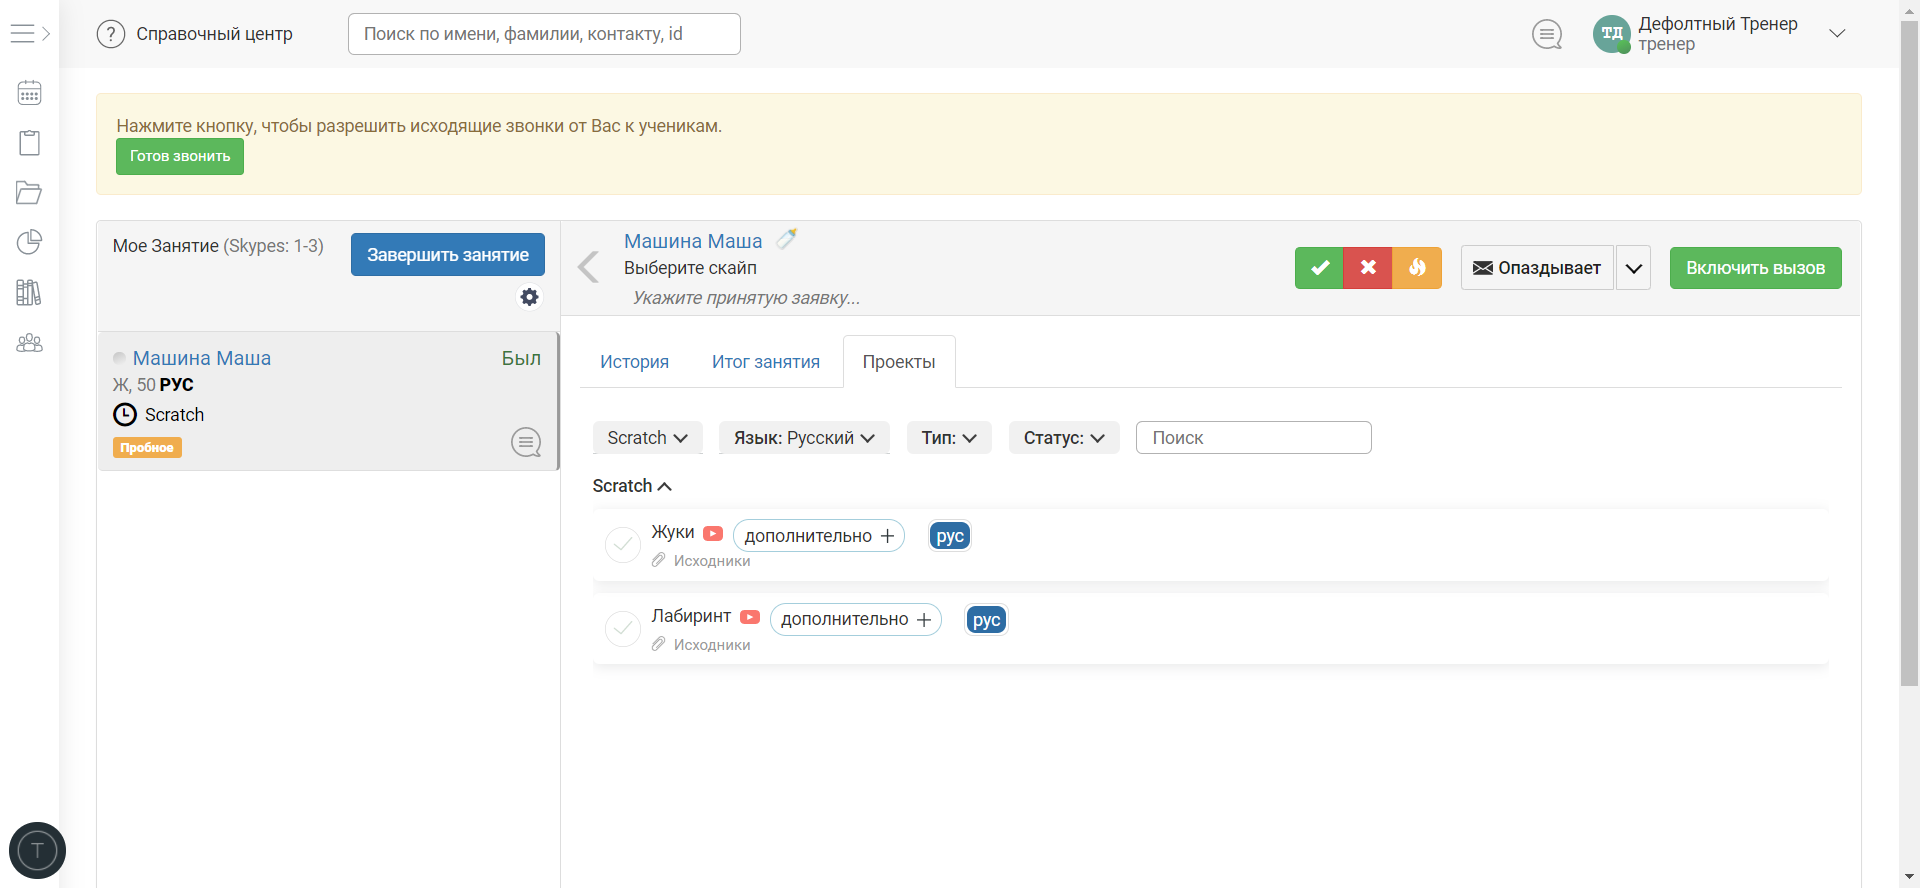 ? Справочный центр
Поиск по имени, фамилии, контакту, id
ТД
Дефолтный Тренер
тренер
Нажмите кнопку, чтобы разрешить исходящие звонки от Вас к ученикам.
Готов звонить
Мое Занятие (Skypes: 1-3)
Завершить занятие
Машина Маша
Был
Ж, 50 РУС
Scratch
Пробное
Машина Маша
Выберите скайп
Укажите принятую заявку...
Опаздывает
Включить вызов
История
Итог занятия
Проекты
Scratch
Язык: Русский
Тип:
Статус:
Поиск
Scratch
Жуки дополнительно + рус
Исходники
Лабиринт дополнительно + рус
Исходники
T